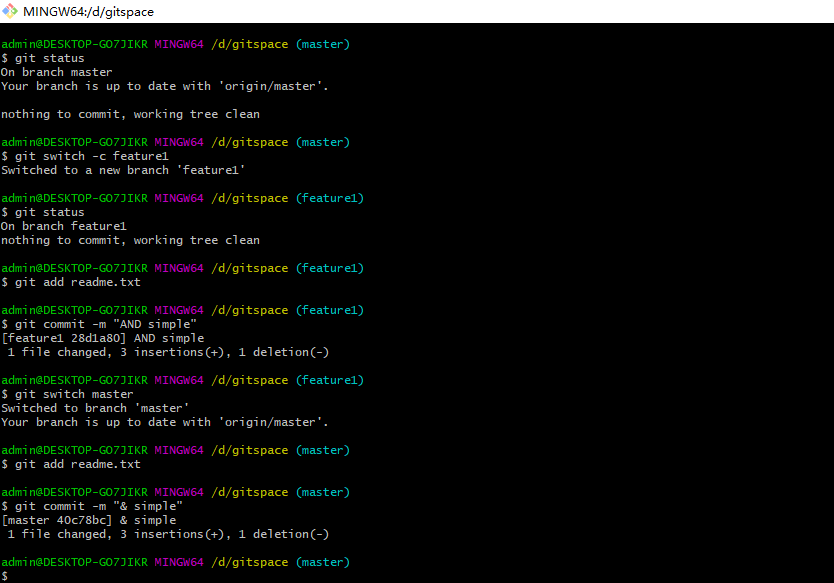 MINGW64:/d/gitspace
admin@DESKTOP-GO7JIKR MINGW64 /d/gitspace (master)
$ git status
On branch master
Your branch is up to date with 'origin/master'.
nothing to commit, working tree clean
admin@DESKTOP-GO7JIKR MINGW64 /d/gitspace (master)
$ git switch -c feature1
Switched to a new branch 'feature1'
admin@DESKTOP-GO7JIKR MINGW64 /d/gitspace (feature1)
$ git status
On branch feature1
nothing to commit, working tree clean
admin@DESKTOP-GO7JIKR MINGW64 /d/gitspace (feature1)
$ git add readme.txt
admin@DESKTOP-GO7JIKR MINGW64 /d/gitspace (feature1)
$ git commit -m "AND simple"
[feature1 28d1a80] AND simple
 1 file changed, 3 insertions(+), 1 deletion(-)
admin@DESKTOP-GO7JIKR MINGW64 /d/gitspace (feature1)
$ git switch master
Switched to branch 'master'
Your branch is up to date with 'origin/master'.
admin@DESKTOP-GO7JIKR MINGW64 /d/gitspace (master)
$ git add readme.txt
admin@DESKTOP-GO7JIKR MINGW64 /d/gitspace (master)
$ git commit -m "& simple"
[master 40c78bc] & simple
 1 file changed, 3 insertions(+), 1 deletion(-)
admin@DESKTOP-GO7JIKR MINGW64 /d/gitspace (master)
$